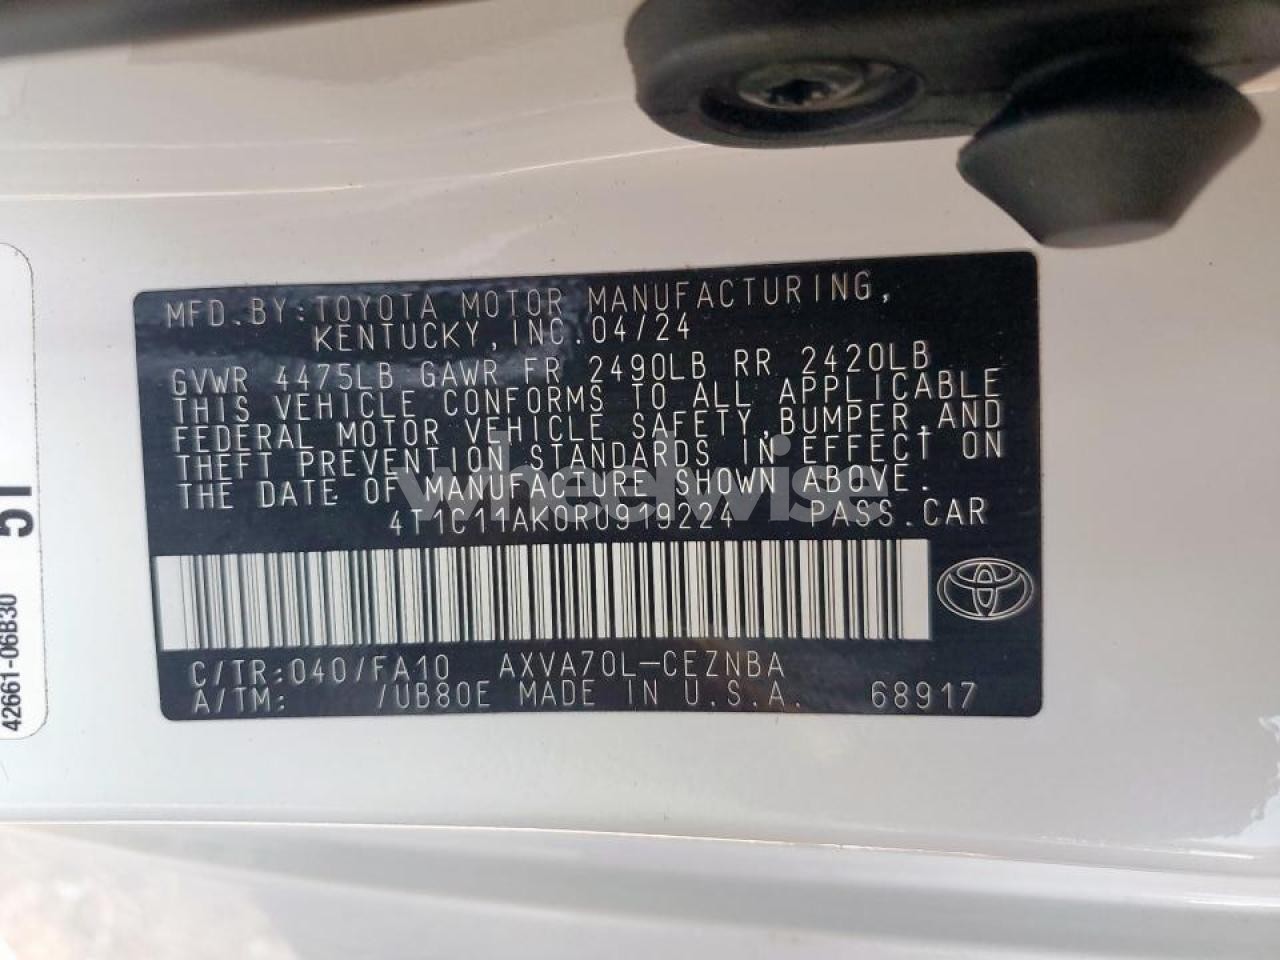 MFD.BY:TOYOTA MOTOR MANUFACTURING,
KENTUCKY,INC.04/24
GVWR 4475LB GAWR FR 2490LB RR 2420LB
THIS VEHICLE CONFORMS TO ALL APPLICABLE
FEDERAL MOTOR VEHICLE SAFETY,BUMPER,AND
THEFT PREVENTION STANDARDS IN EFFECT ON
THE DATE OF MANUFACTURE SHOWN ABOVE.
4T1C11AK0RU919224 PASS.CAR
C/TR:040/FA10 AXVA70L-CEZNBA
A/TM: /UB80E MADE IN U.S.A. 68917
wheelwise
42661-06B30